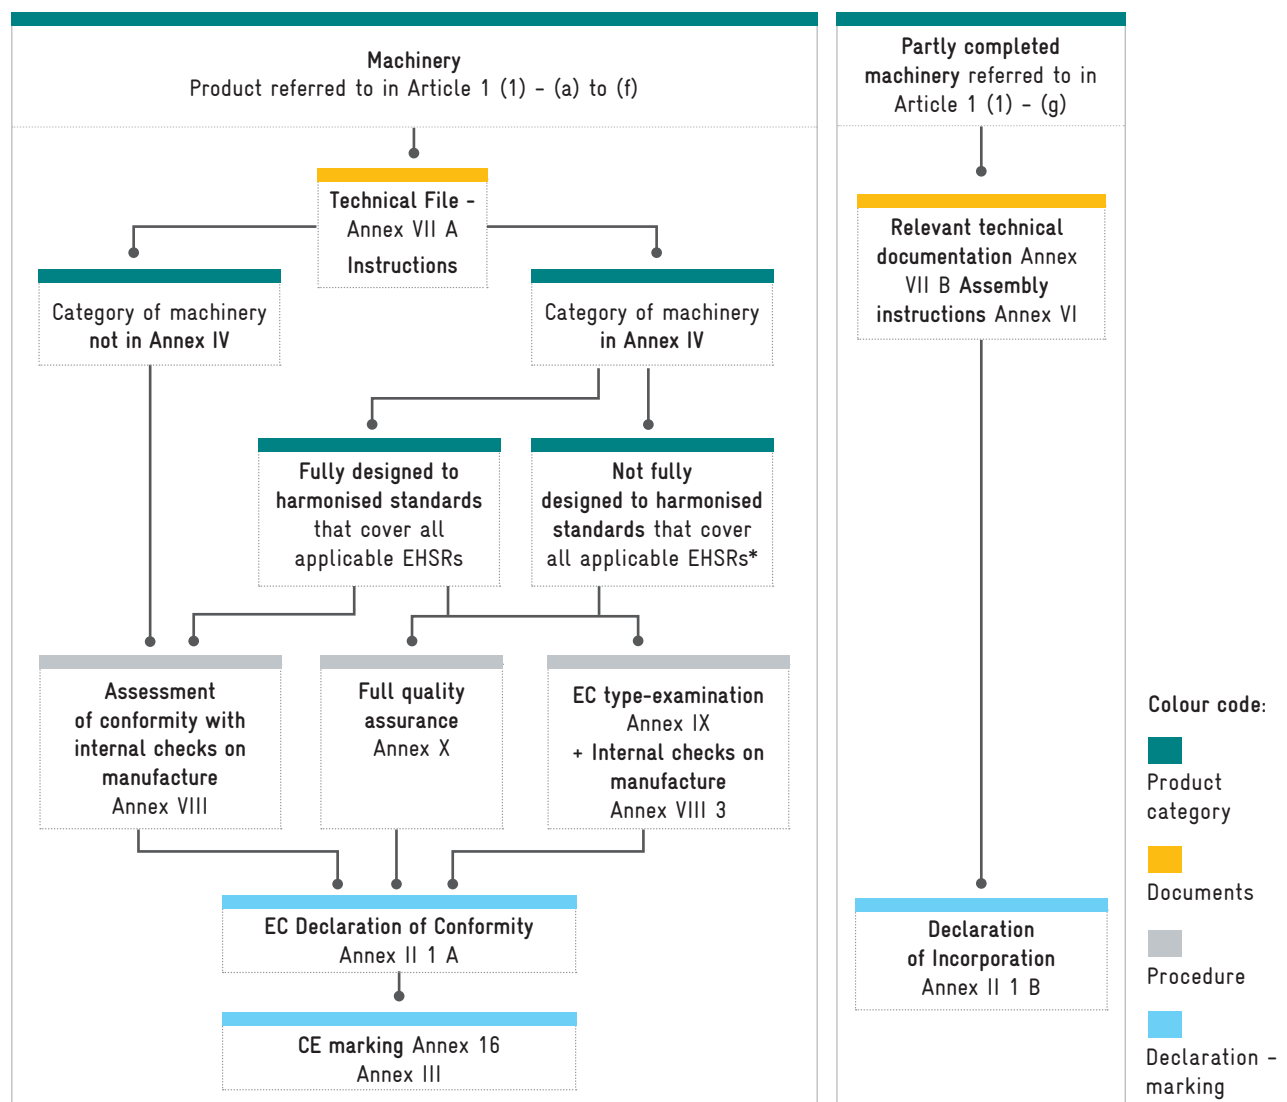 Machinery
Product referred to in Article 1 (1) – (a) to (f)
Technical File –
Annex VII A
Instructions
Category of machinery
not in Annex IV
Category of machinery
in Annex IV
Fully designed to
harmonised standards
that cover all
applicable EHSRs
Not fully
designed to harmonised
standards that cover
all applicable EHSRs*
Assessment
of conformity with
internal checks on
manufacture
Annex VIII
Full quality
assurance
Annex X
EC type-examination
Annex IX
+ Internal checks on
manufacture
Annex VIII 3
EC Declaration of Conformity
Annex II 1 A
CE marking Annex 16
Annex III
Partly completed
machinery referred to in
Article 1 (1) – (g)
Relevant technical
documentation Annex
VII B Assembly
instructions Annex VI
Declaration
of Incorporation
Annex II 1 B
Colour code:
Product
category
Documents
Procedure
Declaration –
marking